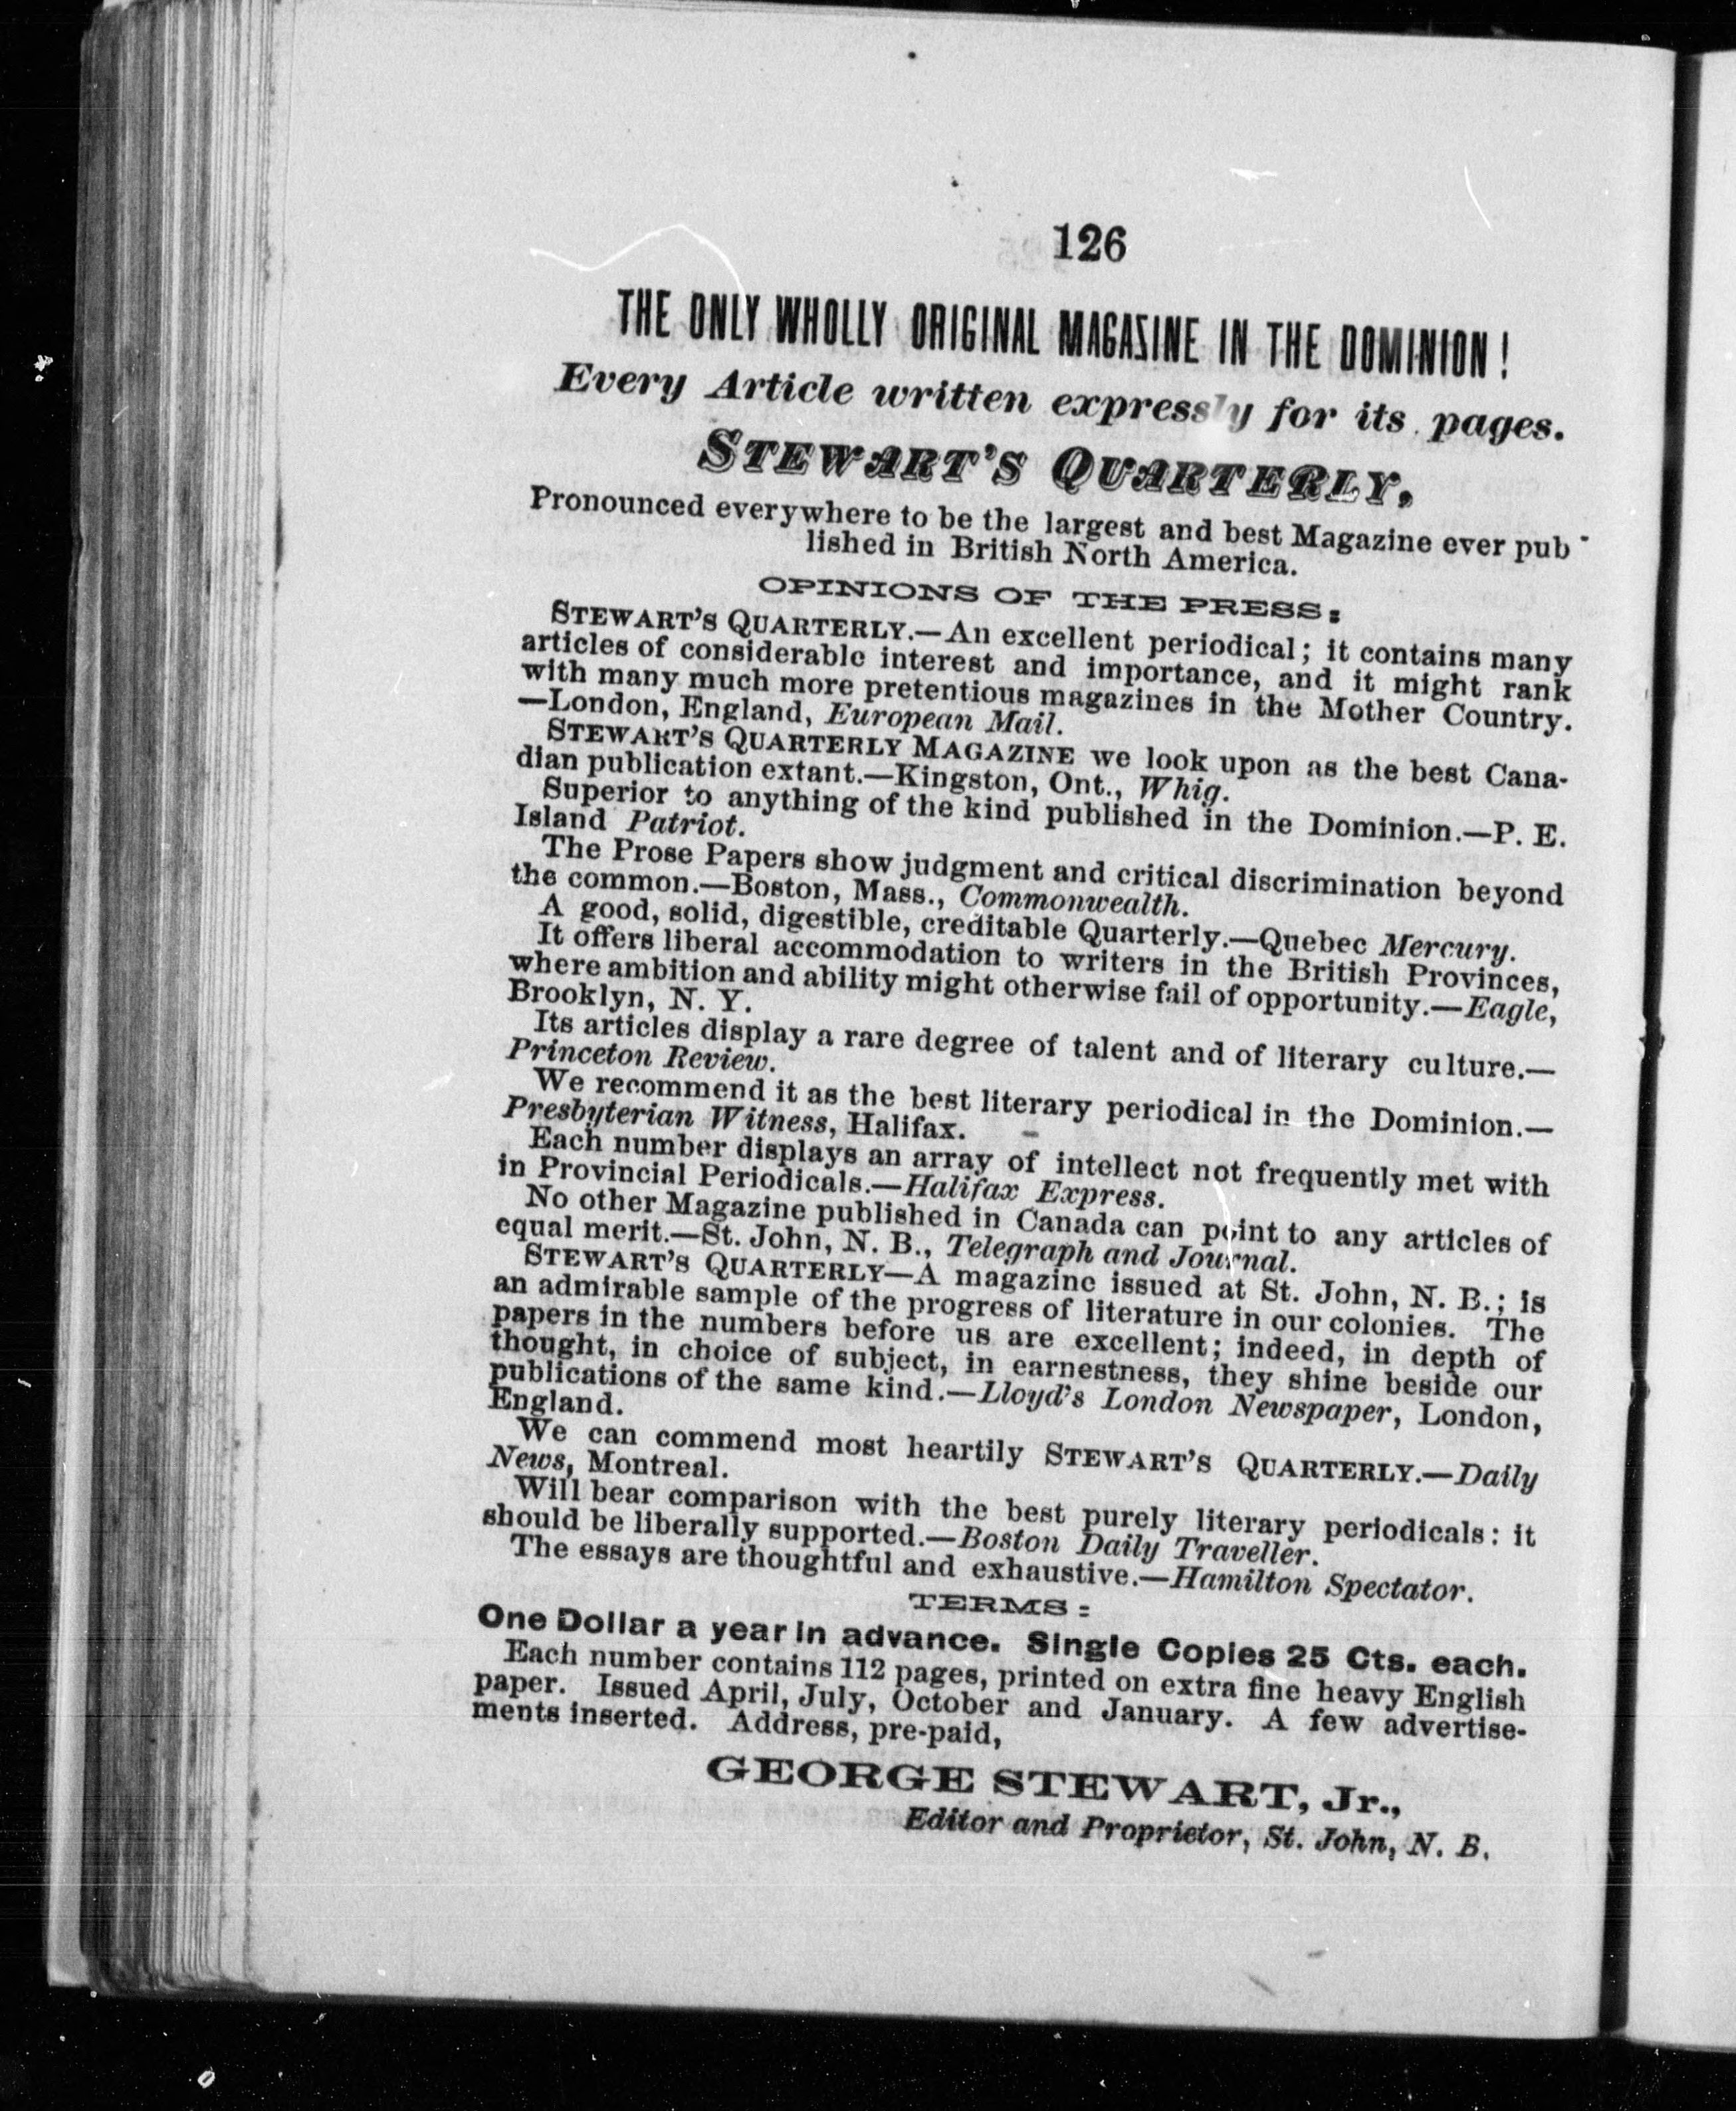 126
THE ONLY WHOLLY ORIGINAL MAGASINE IN THE DOMINION!
Every Article written expressly for its pages.
STEWART'S QUARTERLY,
Pronounced everywhere to be the largest and best Magazine ever pub-
lished in British North America.
OPINIONS OF THE PRESS:
STEWART'S QUARTERLY.—An excellent periodical; it contains many
articles of considerable interest and importance, and it might rank
with many much more pretentious magazines in the Mother Country.
—London, England, European Mail.
STEWART'S QUARTERLY MAGAZINE we look upon as the best Cana-
dian publication extant.—Kingston, Ont., Whig.
Superior to anything of the kind published in the Dominion.—P. E.
Island Patriot.
The Prose Papers show judgment and critical discrimination beyond
the common.—Boston, Mass., Commonwealth.
A good, solid, digestible, creditable Quarterly.—Quebec Mercury.
It offers liberal accommodation to writers in the British Provinces,
where ambition and ability might otherwise fail of opportunity.—Eagle,
Brooklyn, N. Y.
Its articles display a rare degree of talent and of literary culture.—
Princeton Review.
We recommend it as the best literary periodical in the Dominion.—
Presbyterian Witness, Halifax.
Each number displays an array of intellect not frequently met with
in Provincial Periodicals.—Halifax Express.
No other Magazine published in Canada can point to any articles of
equal merit.—St. John, N. B., Telegraph and Journal.
STEWART'S QUARTERLY—A magazine issued at St. John, N. B.; is
an admirable sample of the progress of literature in our colonies. The
papers in the numbers before us are excellent; indeed, in depth of
thought, in choice of subject, in earnestness, they shine beside our
publications of the same kind.—Lloyd's London Newspaper, London,
England.
We can commend most heartily STEWART'S QUARTERLY.—Daily
News, Montreal.
Will bear comparison with the best purely literary periodicals: it
should be liberally supported.—Boston Daily Traveller.
The essays are thoughtful and exhaustive.—Hamilton Spectator.
TERMS:
One Dollar a year in advance. Single Copies 25 Cts. each.
Each number contains 112 pages, printed on extra fine heavy English
paper. Issued April, July, October and January. A few advertise-
ments inserted. Address, pre-paid,
GEORGE STEWART, Jr.,
Editor and Proprietor, St. John, N. B.